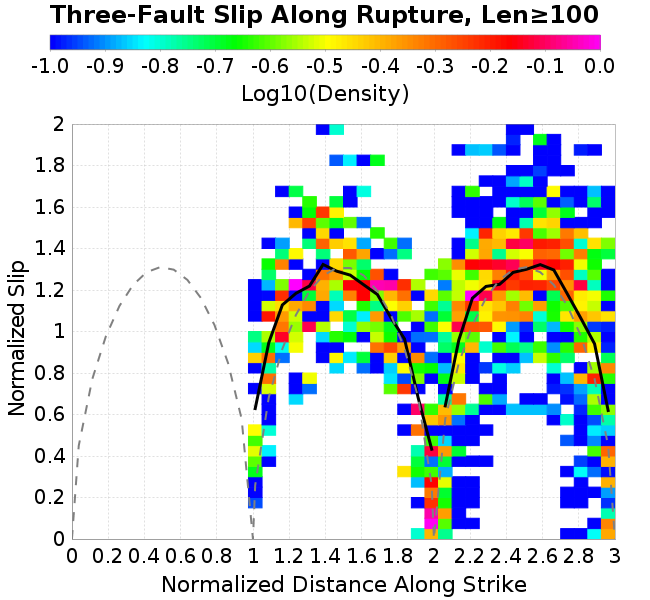 Three-Fault Slip Along Rupture, Len≥100
-1.0 -0.9 -0.8 -0.7 -0.6 -0.5 -0.4 -0.3 -0.2 -0.1 0.0
Log10(Density)
2
1.8
1.6
1.4
1.2
1
0.8
0.6
0.4
0.2
0
Normalized Slip
0 0.2 0.4 0.6 0.8 1 1.2 1.4 1.6 1.8 2 2.2 2.4 2.6 2.8 3
Normalized Distance Along Strike